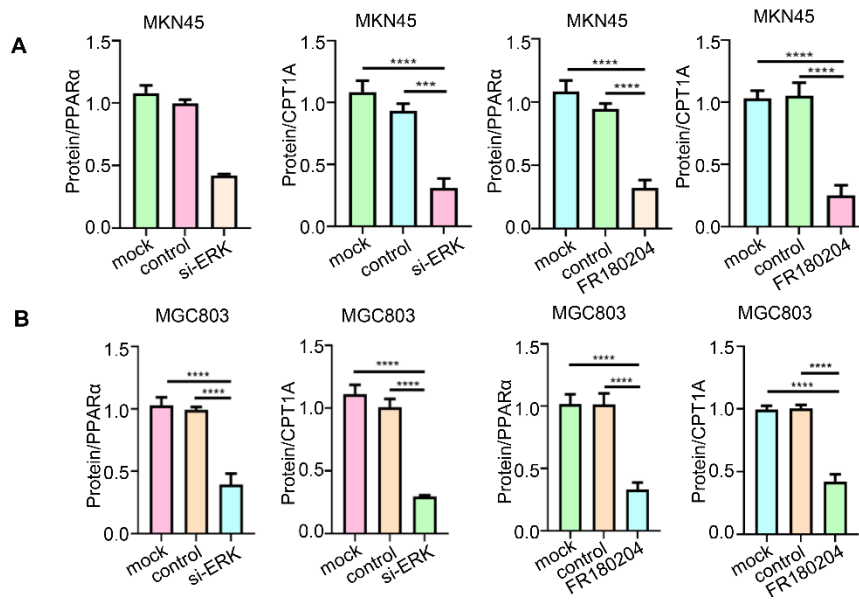 A
MKN45
Protein/PPARα
1.5
1.0
0.5
0.0
mock
control
si-ERK
MKN45
Protein/CPT1A
1.5
1.0
0.5
0.0
****
***
mock
control
si-ERK
MKN45
Protein/PPARα
1.5
1.0
0.5
0.0
****
****
mock
control
FR180204
MKN45
Protein/CPT1A
1.5
1.0
0.5
0.0
****
****
mock
control
FR180204
B
MGC803
Protein/PPARα
1.5
1.0
0.5
0.0
****
****
mock
control
si-ERK
MGC803
Protein/CPT1A
1.5
1.0
0.5
0.0
****
****
mock
control
si-ERK
MGC803
Protein/PPARα
1.5
1.0
0.5
0.0
****
****
mock
control
FR180204
MGC803
Protein/CPT1A
1.5
1.0
0.5
0.0
****
****
mock
control
FR180204